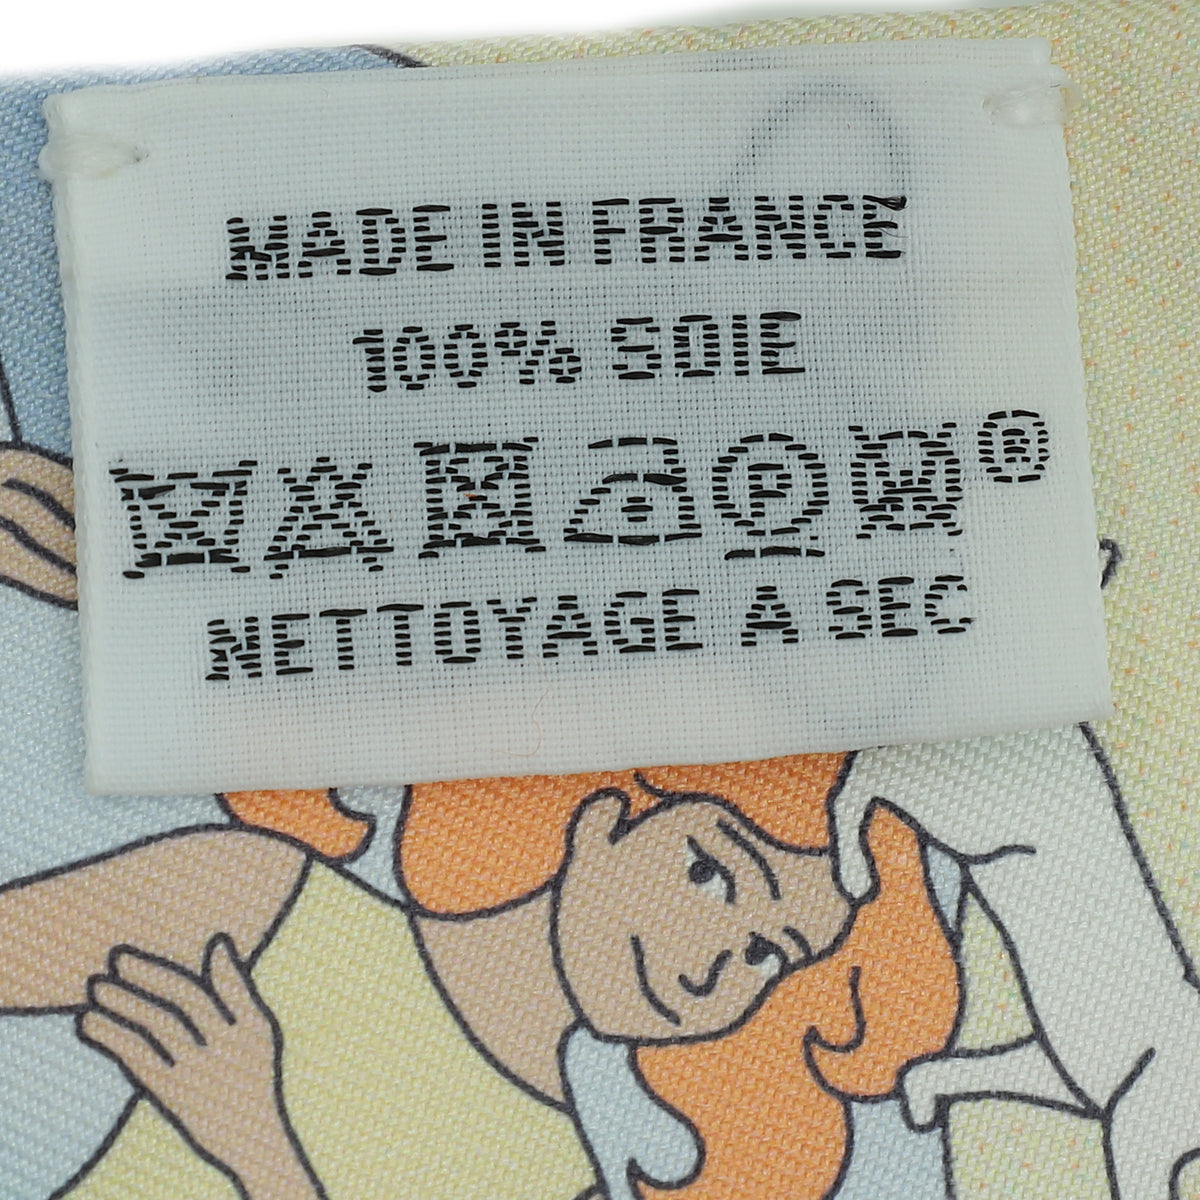 MADE IN FRANCE
100% SOIE
P W ®
NETTOYAGE A SEC